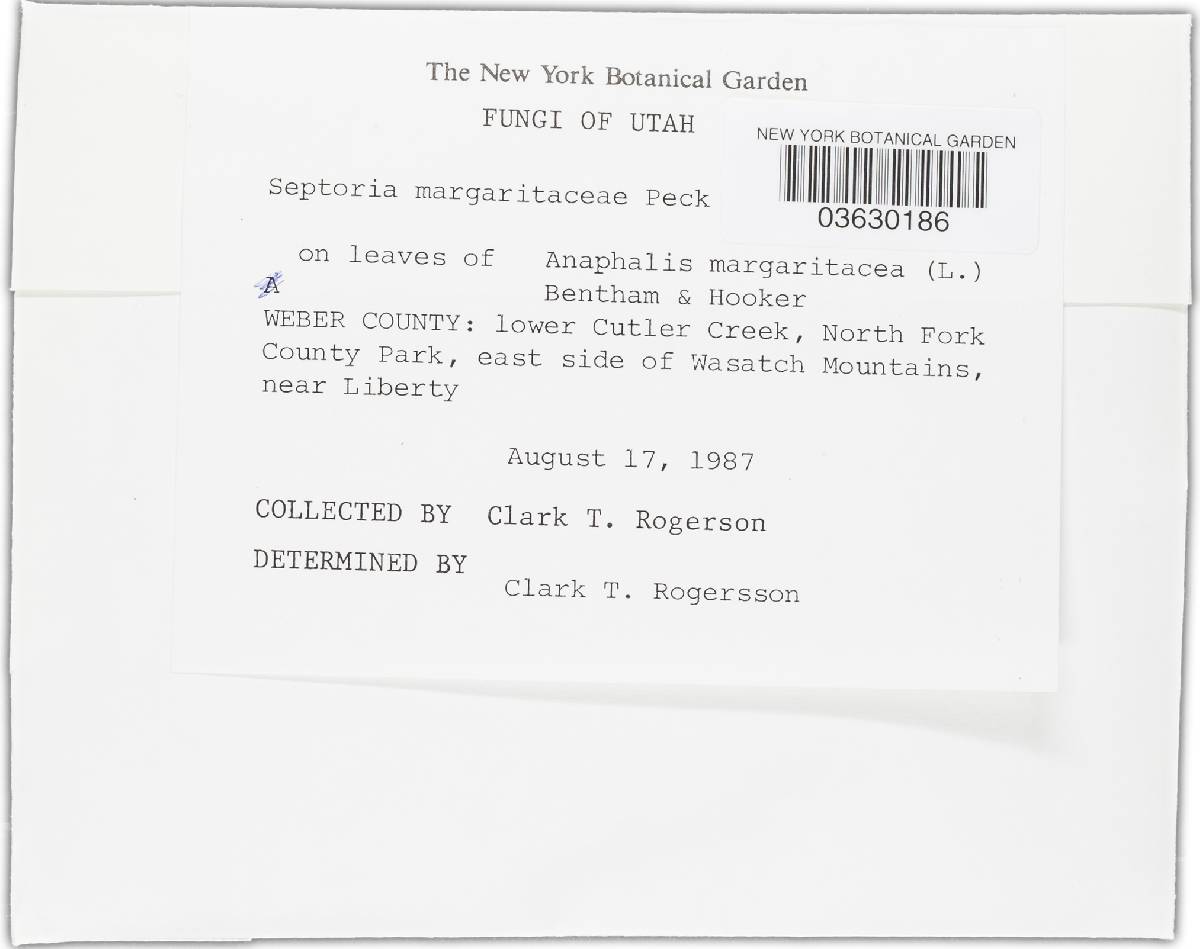 The New York Botanical Garden
FUNGI OF UTAH
NEW YORK BOTANICAL GARDEN
03630186
Septoria margaritaceae Peck
on leaves of Anaphalis margaritacea (L.)
Bentham & Hooker
WEBER COUNTY: lower Cutler Creek, North Fork
County Park, east side of Wasatch Mountains,
near Liberty
August 17, 1987
COLLECTED BY Clark T. Rogerson
DETERMINED BY
Clark T. Rogersson